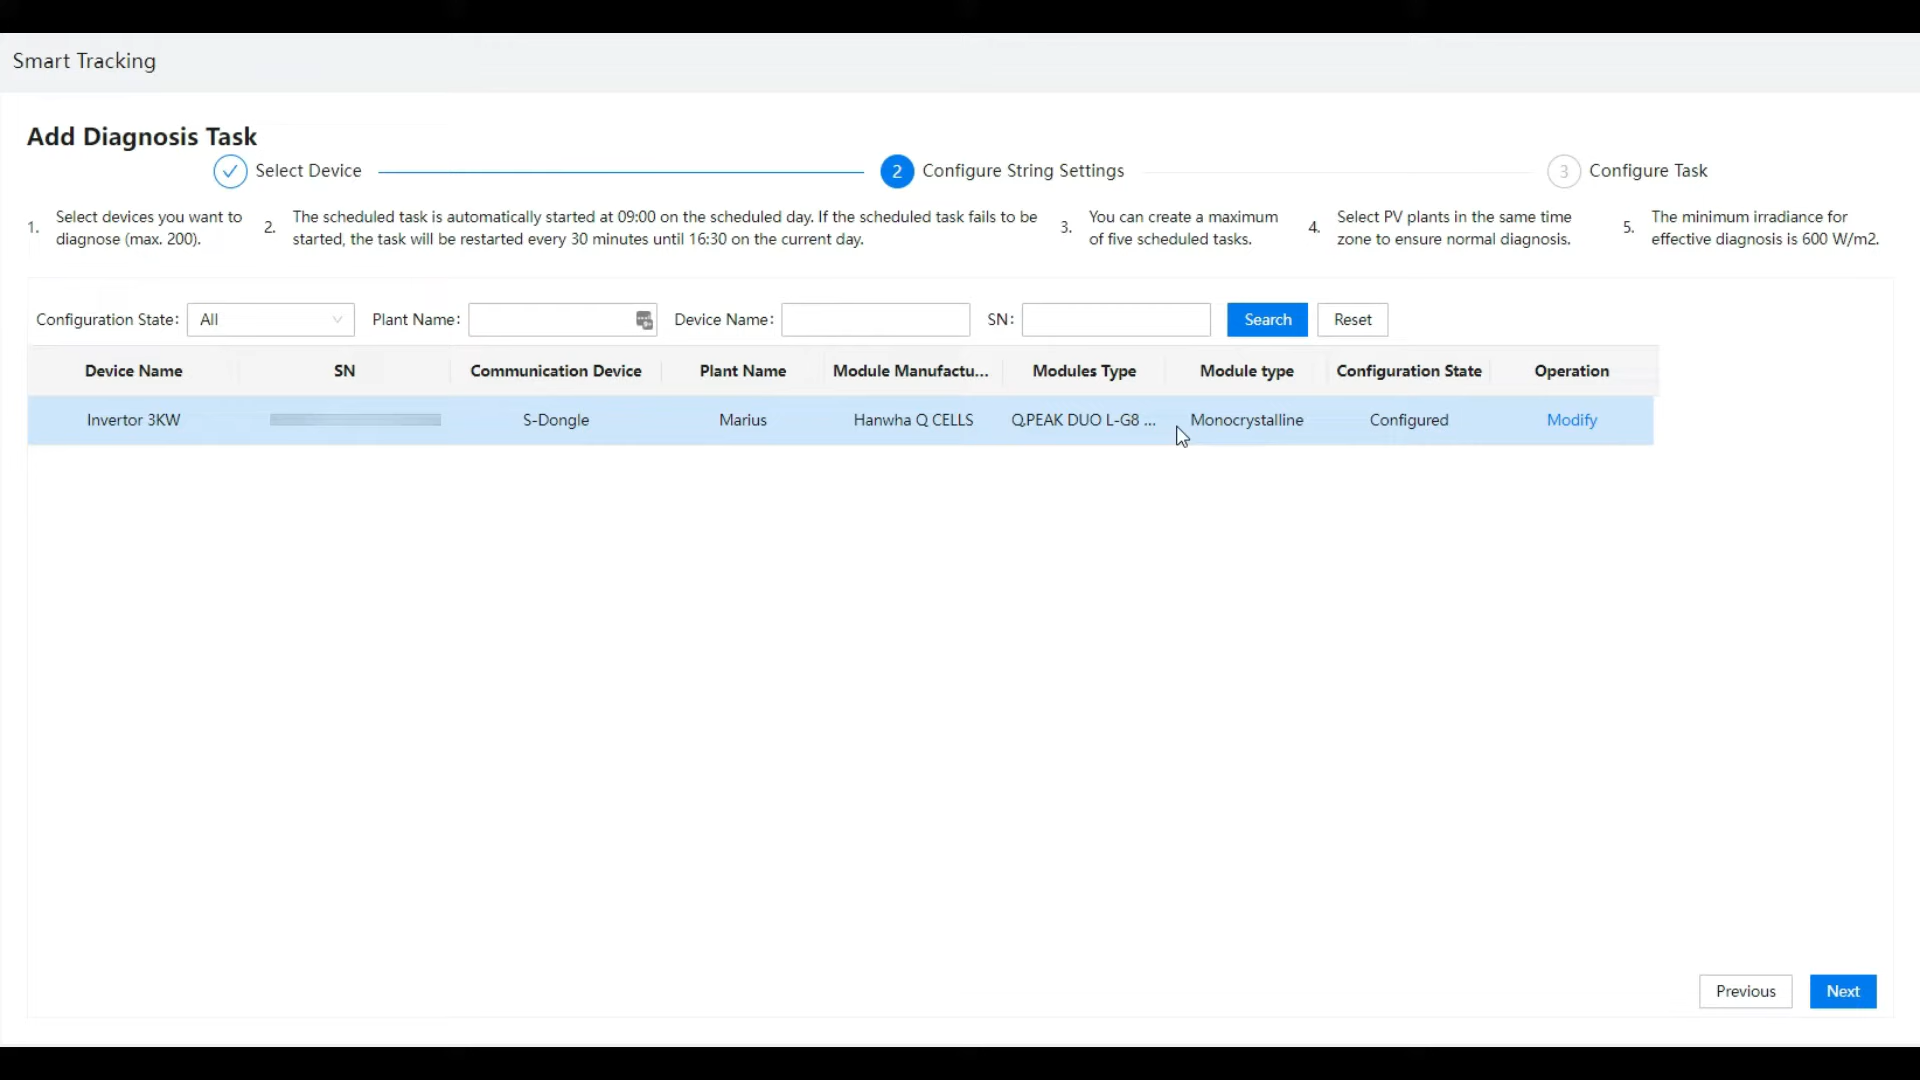 Smart Tracking
Add Diagnosis Task
Select Device
2 Configure String Settings
3 Configure Task
1. Select devices you want to
diagnose (max. 200).
2. The scheduled task is automatically started at 09:00 on the scheduled day. If the scheduled task fails to be
started, the task will be restarted every 30 minutes until 16:30 on the current day.
3. You can create a maximum
of five scheduled tasks.
4. Select PV plants in the same time
zone to ensure normal diagnosis.
5. The minimum irradiance for
effective diagnosis is 600 W/m2.
Configuration State: All Plant Name: Device Name: SN: Search Reset
Device Name SN Communication Device Plant Name Module Manufactu... Modules Type Module type Configuration State Operation
Invertor 3KW S-Dongle Marius Hanwha Q CELLS Q.PEAK DUO L-G8 ... Monocrystalline Configured Modify
Previous Next